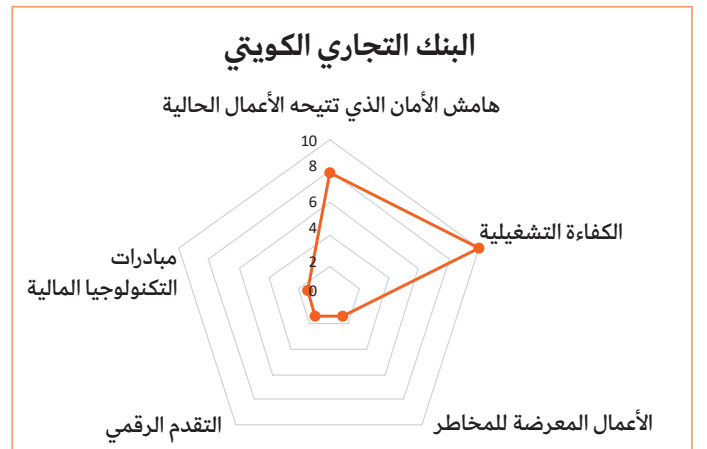 البنك التجاري الكويتي
هامش الأمان الذي تتيحه الأعمال الحالية
10
8
6
4
2
0
الكفاءة التشغيلية
مبادرات
التكنولوجيا المالية
الأعمال المعرضة للمخاطر
التقدم الرقمي